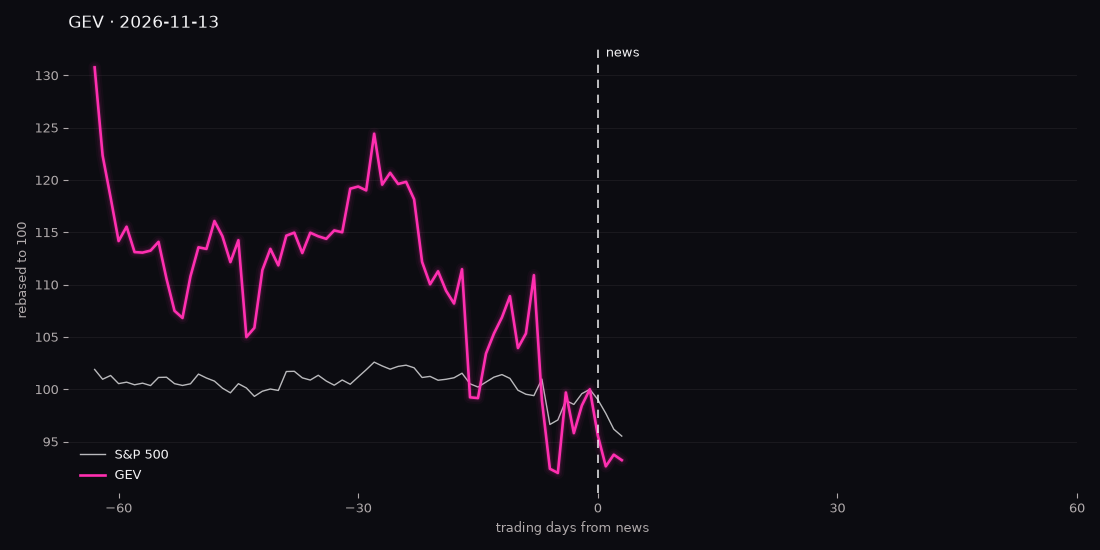 GEV · 2026-11-13
news
rebased to 100
130
125
120
115
110
105
100
95
S&P 500
GEV
−60
−30
0
30
60
trading days from news